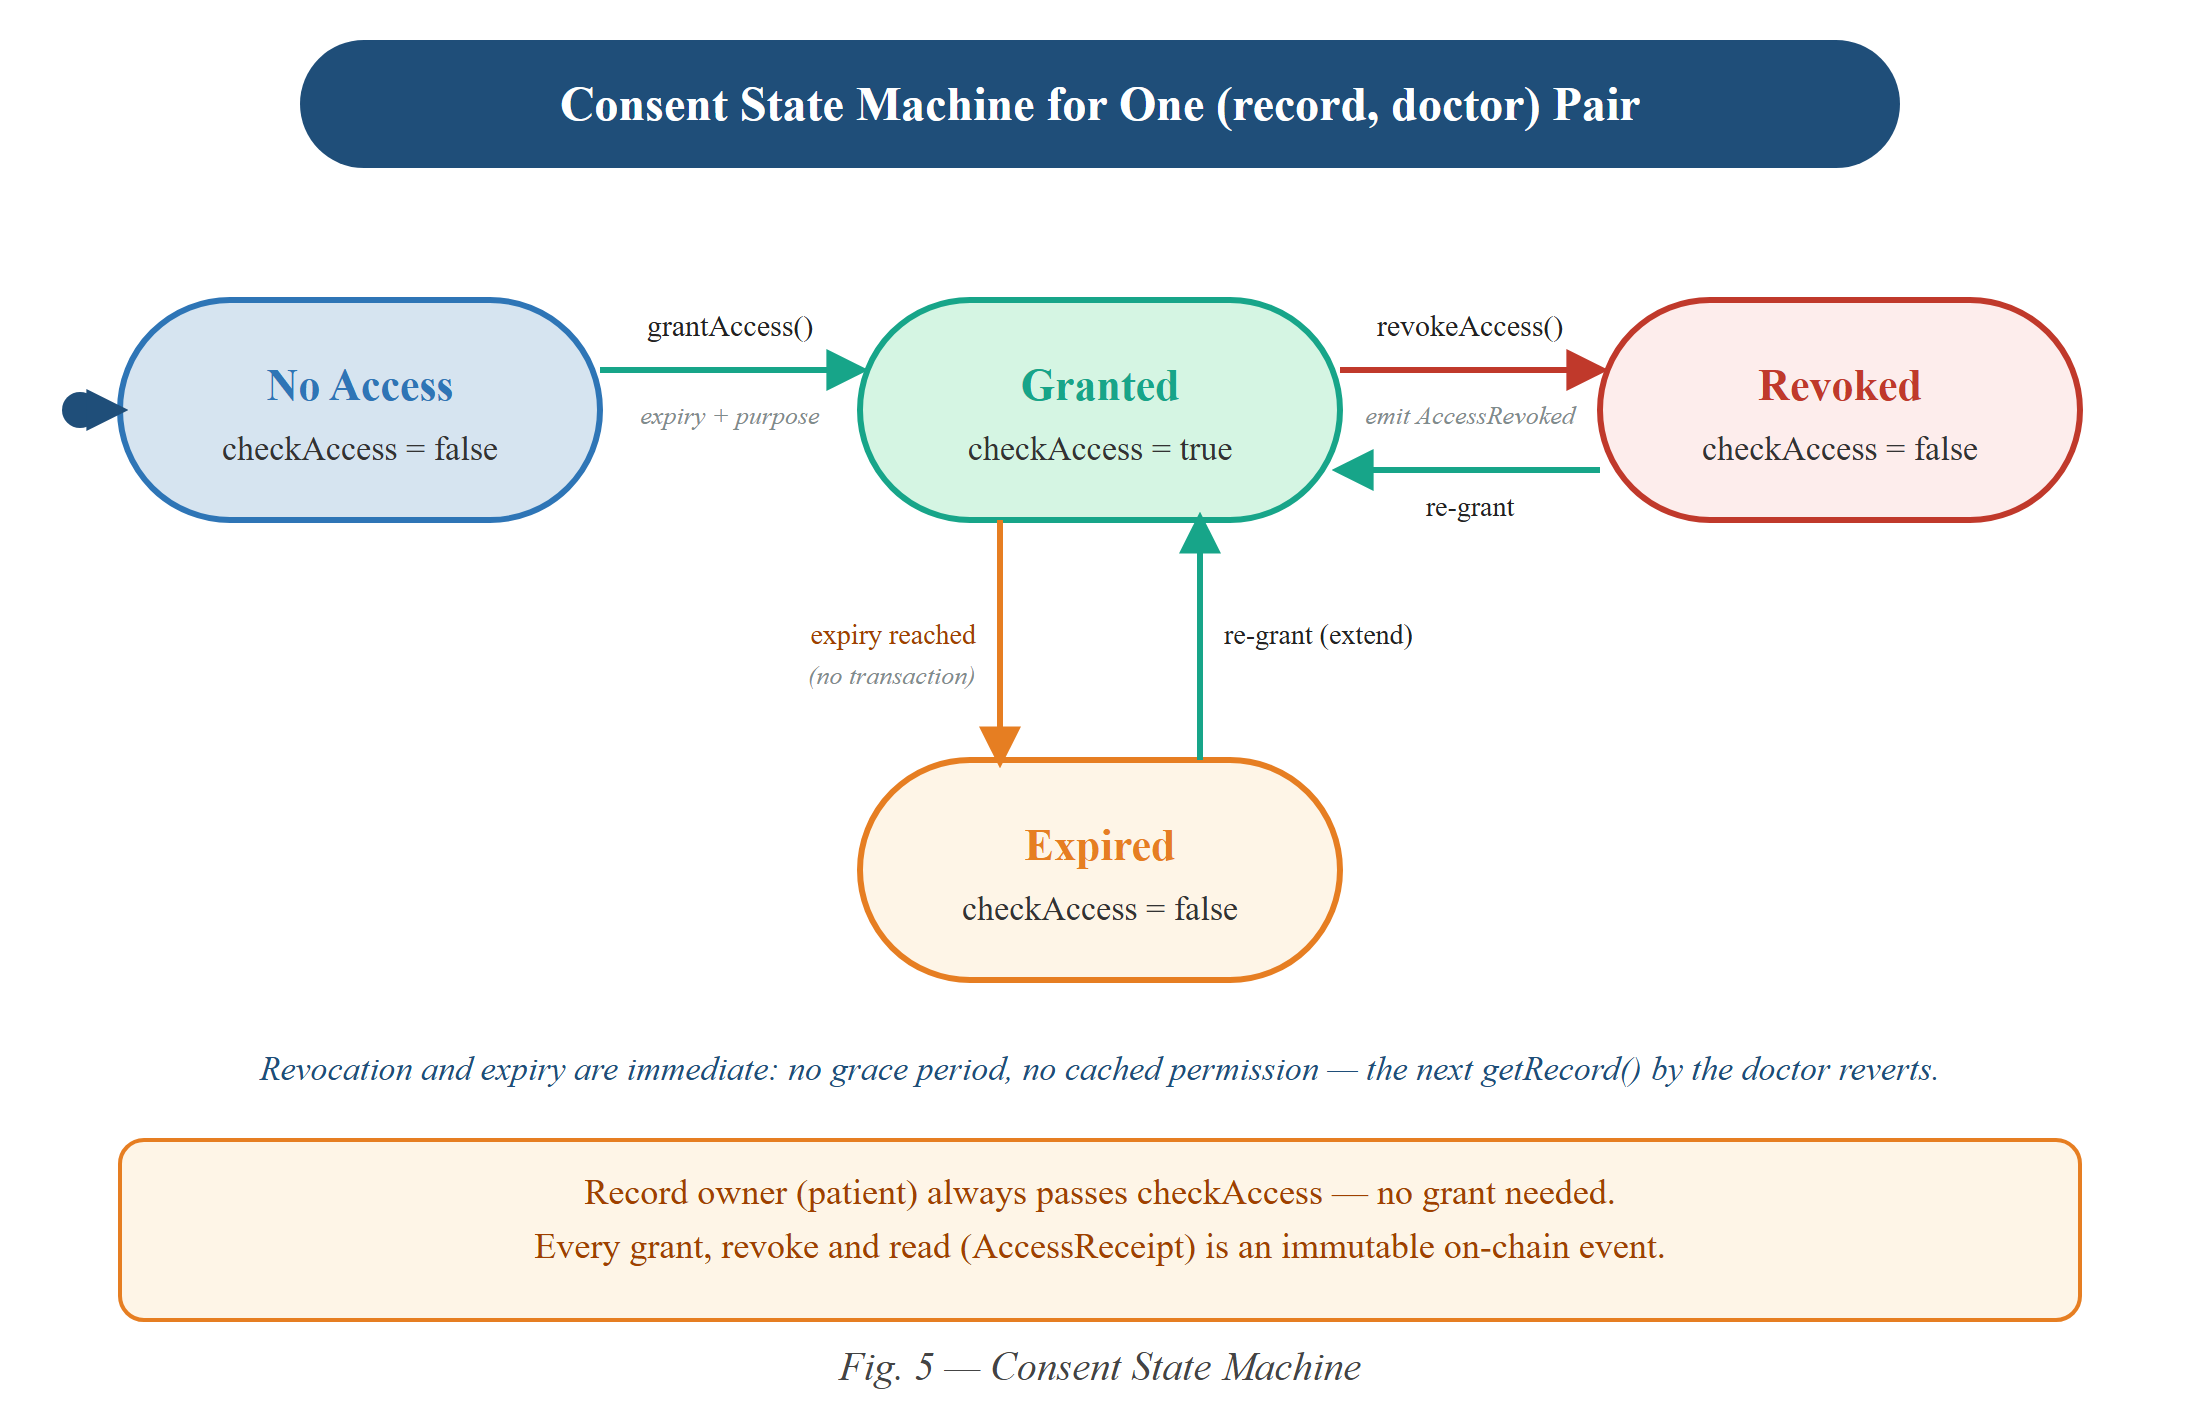 Consent State Machine for One (record, doctor) Pair
No Access
checkAccess = false
grantAccess()
expiry + purpose
Granted
checkAccess = true
revokeAccess()
emit AccessRevoked
re-grant
Revoked
checkAccess = false
expiry reached
(no transaction)
re-grant (extend)
Expired
checkAccess = false
Revocation and expiry are immediate: no grace period, no cached permission — the next getRecord() by the doctor reverts.
Record owner (patient) always passes checkAccess — no grant needed.
Every grant, revoke and read (AccessReceipt) is an immutable on-chain event.
Fig. 5 — Consent State Machine